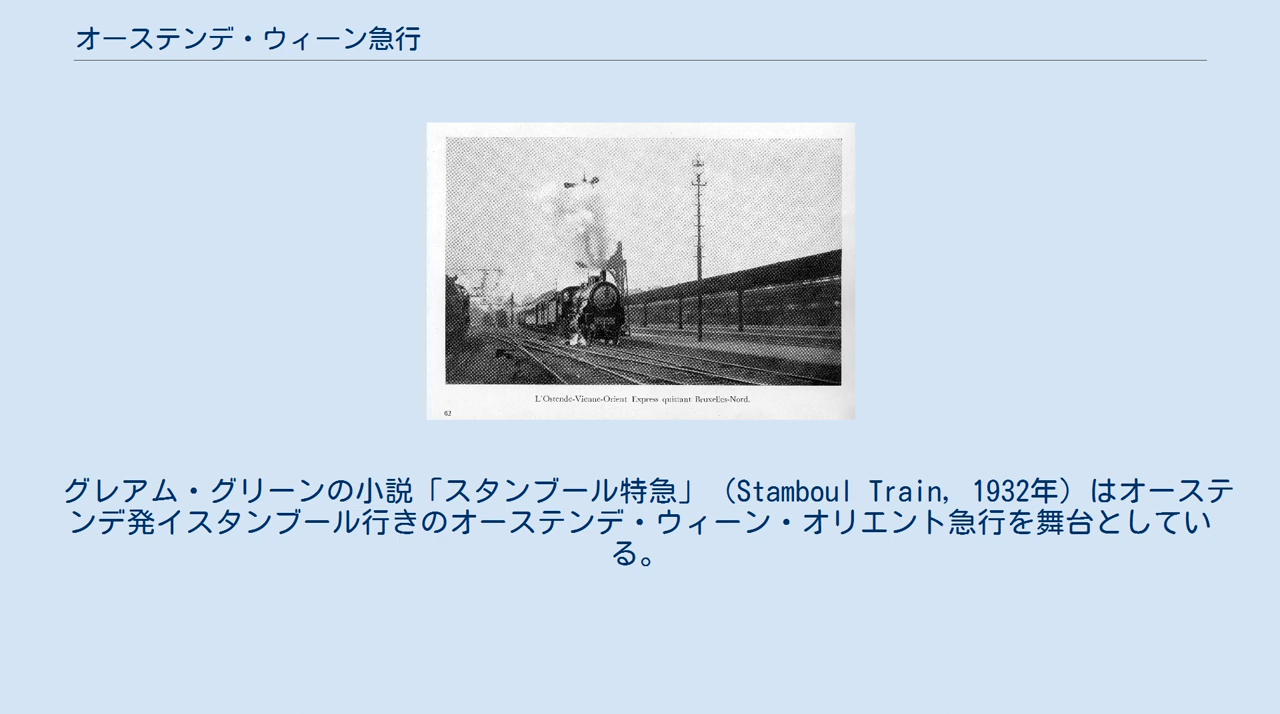 オーステンデ・ウィーン急行
L'Ostende-Vienne-Orient Express quittant Bruxelles-Nord.
62
グレアム・グリーンの小説「スタンブール特急」（Stamboul Train, 1932年）はオーステ
ンデ発イスタンブール行きのオーステンデ・ウィーン・オリエント急行を舞台としてい
る。